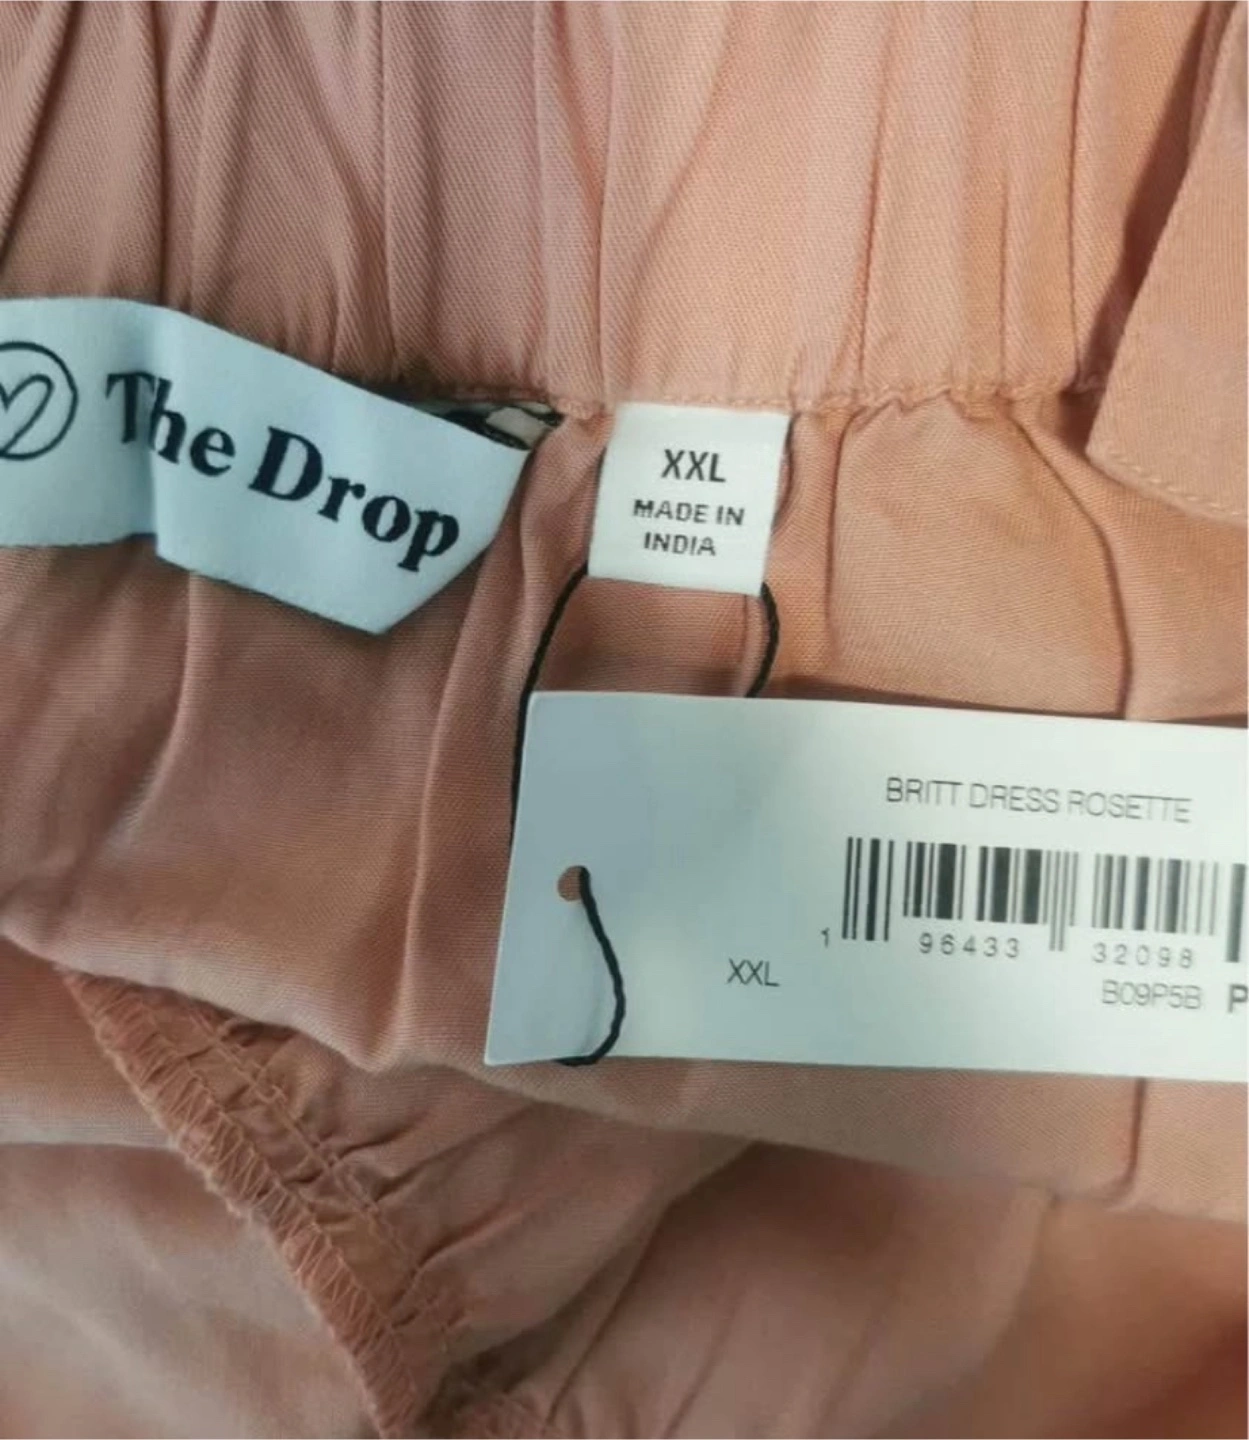 The Drop
XXL
MADE IN
INDIA
BRITT DRESS ROSETTE
1 96433 32098
XXL
B09P5B P